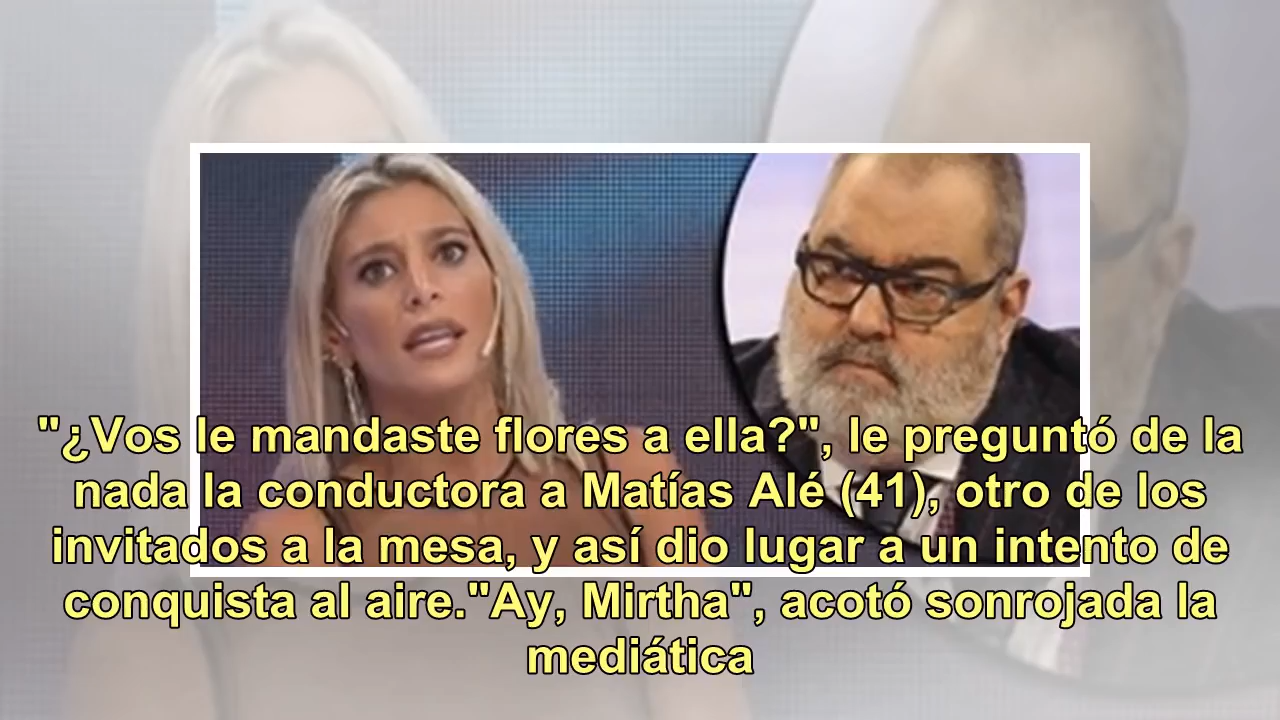 "¿Vos le mandaste flores a ella?", le preguntó de la
nada la conductora a Matías Alé (41), otro de los
invitados a la mesa, y así dio lugar a un intento de
conquista al aire."Ay, Mirtha", acotó sonrojada la
mediática